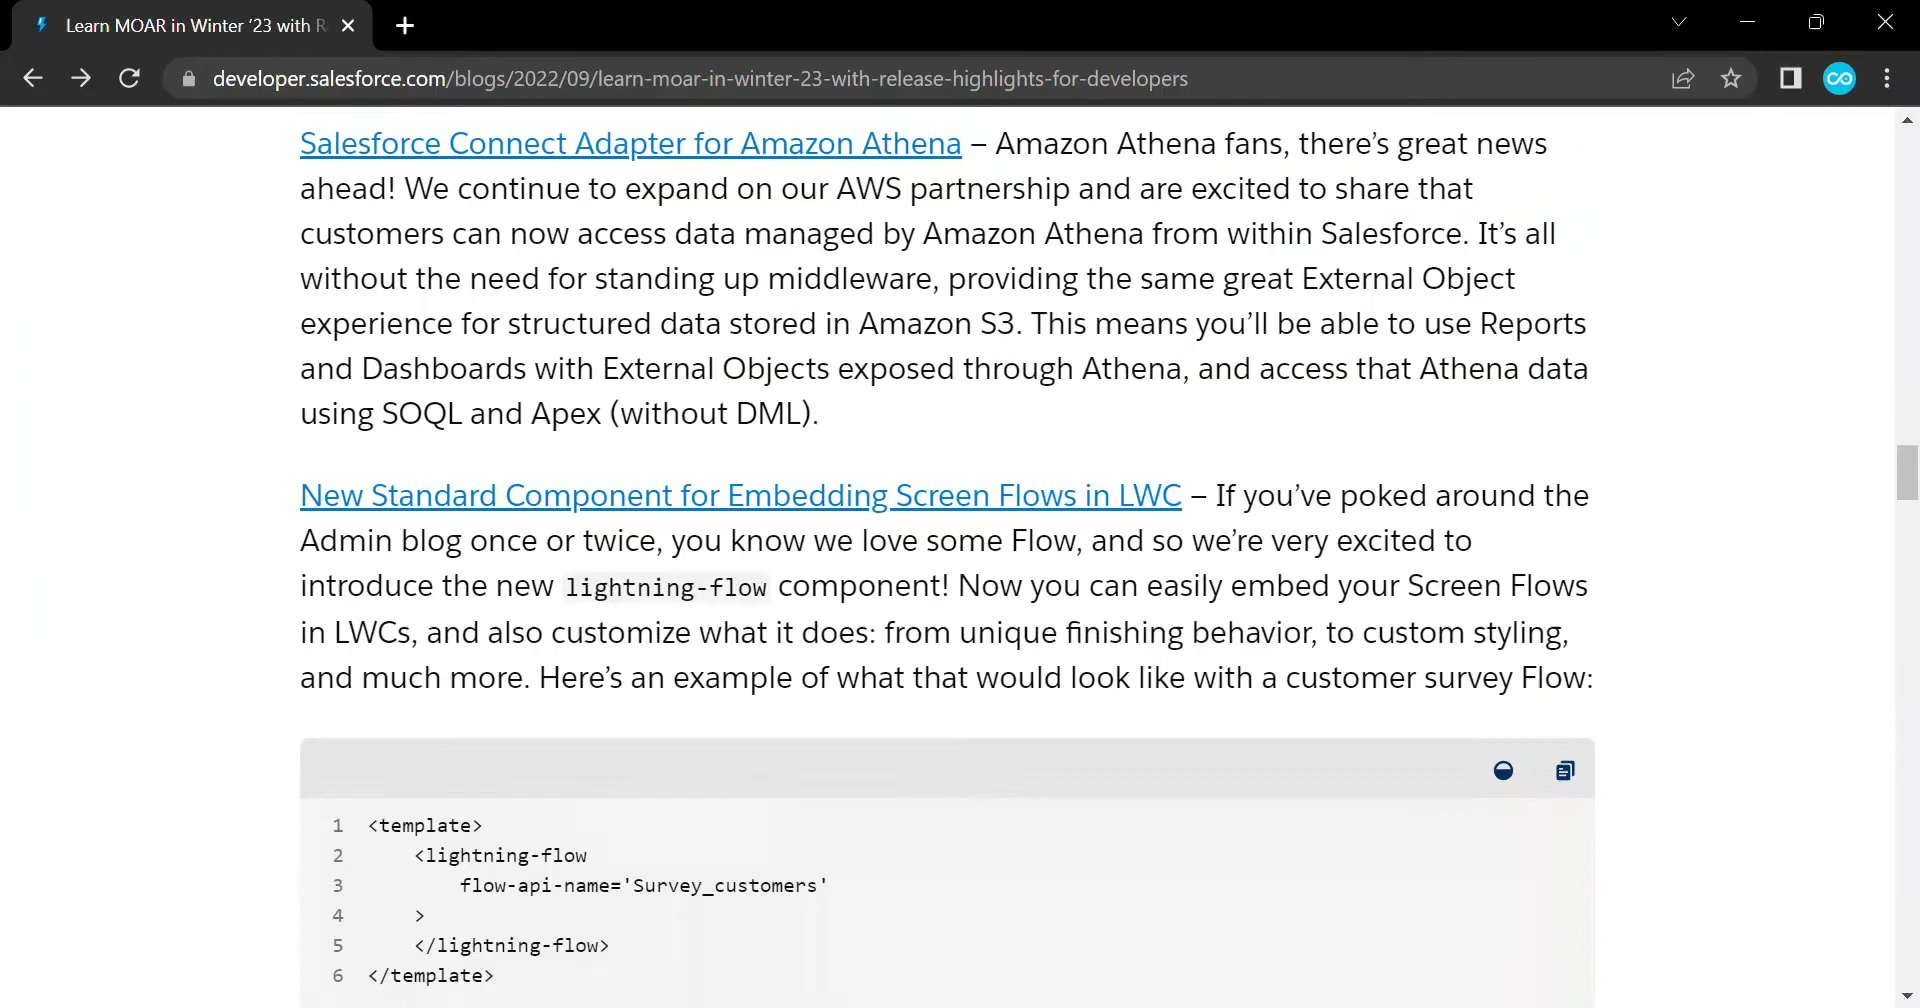 Learn MOAR in Winter ’23 with R
developer.salesforce.com/blogs/2022/09/learn-moar-in-winter-23-with-release-highlights-for-developers
Salesforce Connect Adapter for Amazon Athena – Amazon Athena fans, there’s great news
ahead! We continue to expand on our AWS partnership and are excited to share that
customers can now access data managed by Amazon Athena from within Salesforce. It’s all
without the need for standing up middleware, providing the same great External Object
experience for structured data stored in Amazon S3. This means you’ll be able to use Reports
and Dashboards with External Objects exposed through Athena, and access that Athena data
using SOQL and Apex (without DML).
New Standard Component for Embedding Screen Flows in LWC – If you’ve poked around the
Admin blog once or twice, you know we love some Flow, and so we’re very excited to
introduce the new lightning-flow component! Now you can easily embed your Screen Flows
in LWCs, and also customize what it does: from unique finishing behavior, to custom styling,
and much more. Here’s an example of what that would look like with a customer survey Flow:
1 <template>
2 <lightning-flow
3 flow-api-name='Survey_customers'
4 >
5 </lightning-flow>
6 </template>